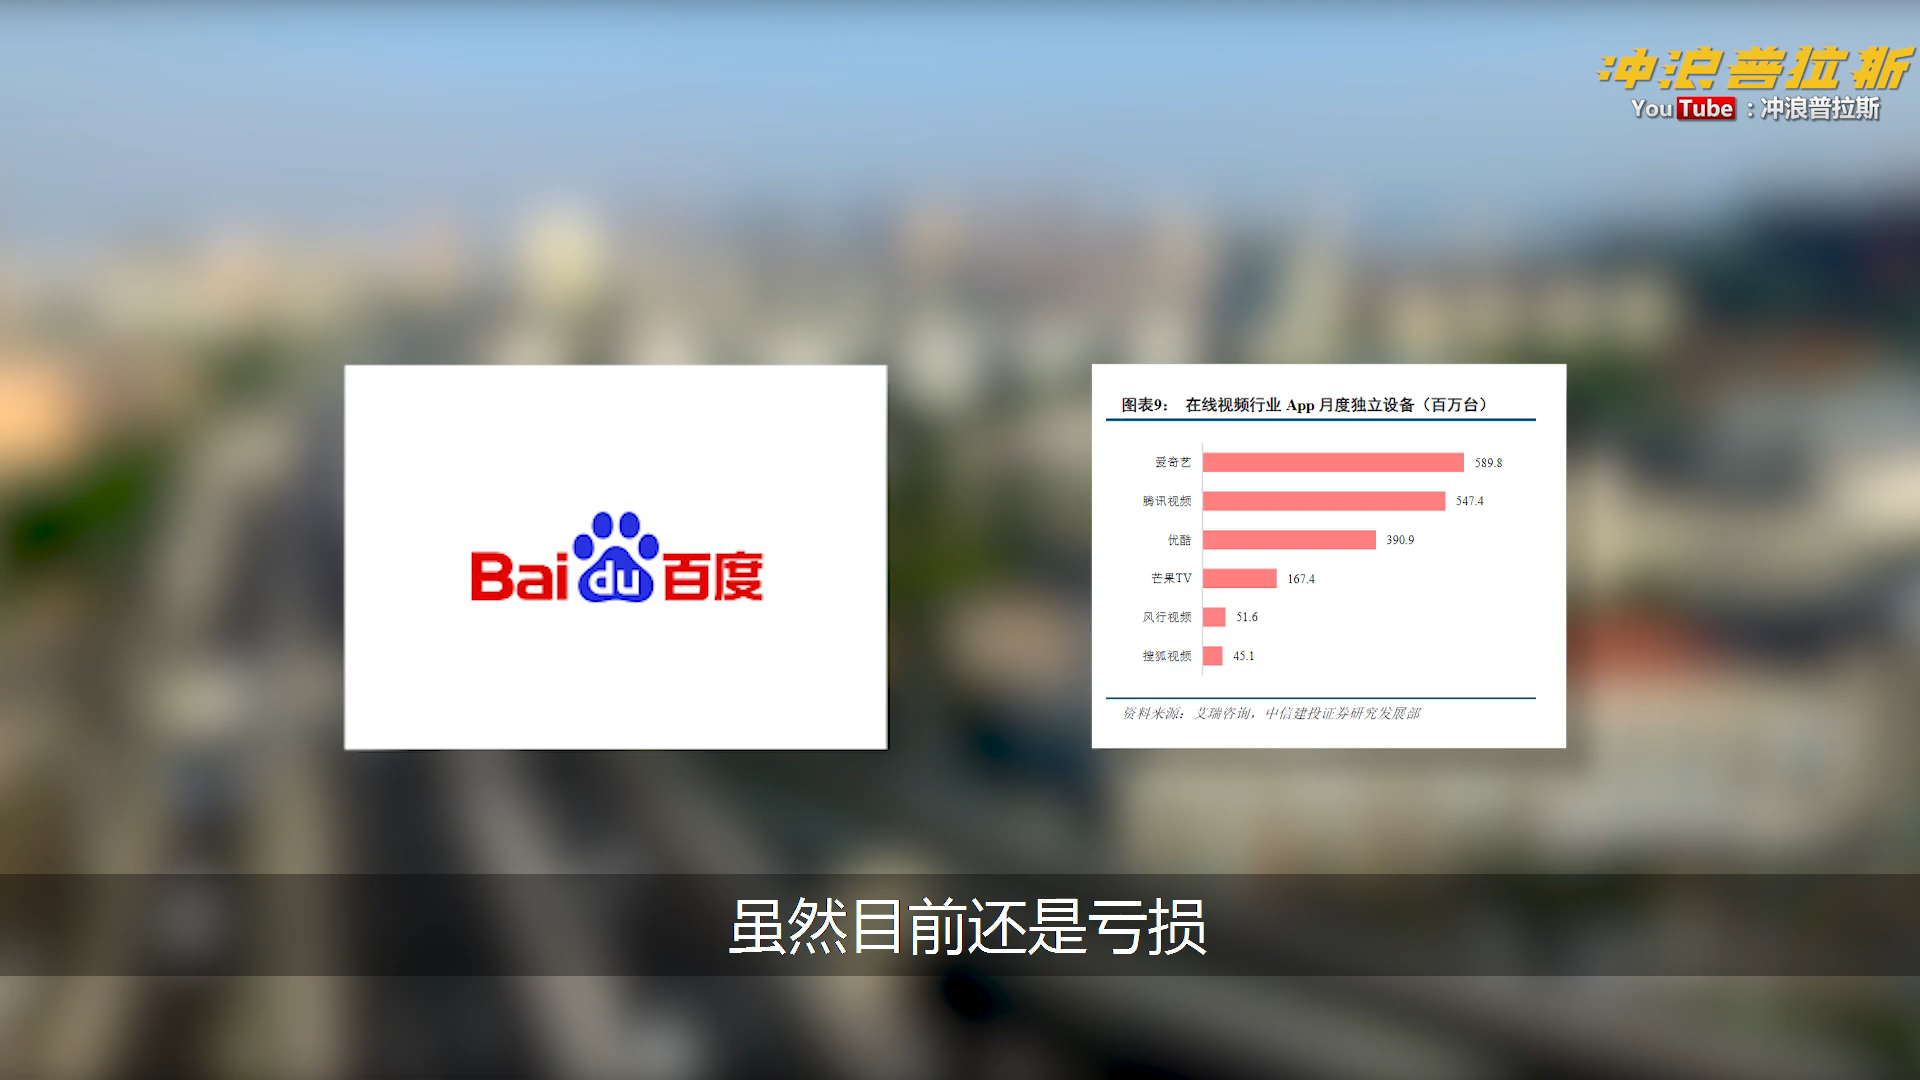 冲浪普拉斯
YouTube：冲浪普拉斯
Bai du 百度
图表9： 在线视频行业 App 月度独立设备（百万台）
爱奇艺 589.8
腾讯视频 547.4
优酷 390.9
芒果TV 167.4
风行视频 51.6
搜狐视频 45.1
资料来源：艾瑞咨询，中信建投证券研究发展部
虽然目前还是亏损